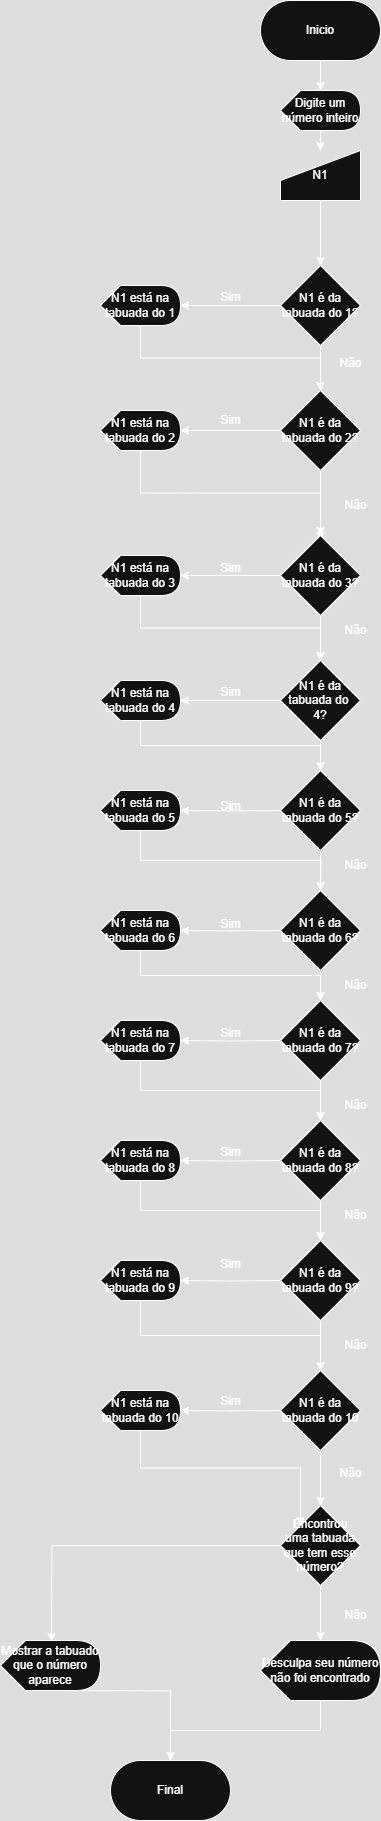 Inicio
Digite um
número inteiro
N1
N1 está na
tabuada do 1
Sim
N1 é da
tabuada do 1?
Não
N1 está na
tabuada do 2
Sim
N1 é da
tabuada do 2?
Não
N1 está na
tabuada do 3
Sim
N1 é da
tabuada do 3?
Não
N1 está na
tabuada do 4
Sim
N1 é da
tabuada do
4?
N1 está na
tabuada do 5
Sim
N1 é da
tabuada do 5?
Não
N1 está na
tabuada do 6
Sim
N1 é da
tabuada do 6?
Não
N1 está na
tabuada do 7
Sim
N1 é da
tabuada do 7?
Não
N1 está na
tabuada do 8
Sim
N1 é da
tabuada do 8?
Não
N1 está na
tabuada do 9
Sim
N1 é da
tabuada do 9?
Não
N1 está na
tabuada do 10
Sim
N1 é da
tabuada do 10
Não
Encontrou
uma tabuada
que tem esse
número?
Não
Mostrar a tabuado
que o número
aparece
Desculpa seu número
não foi encontrado
Final